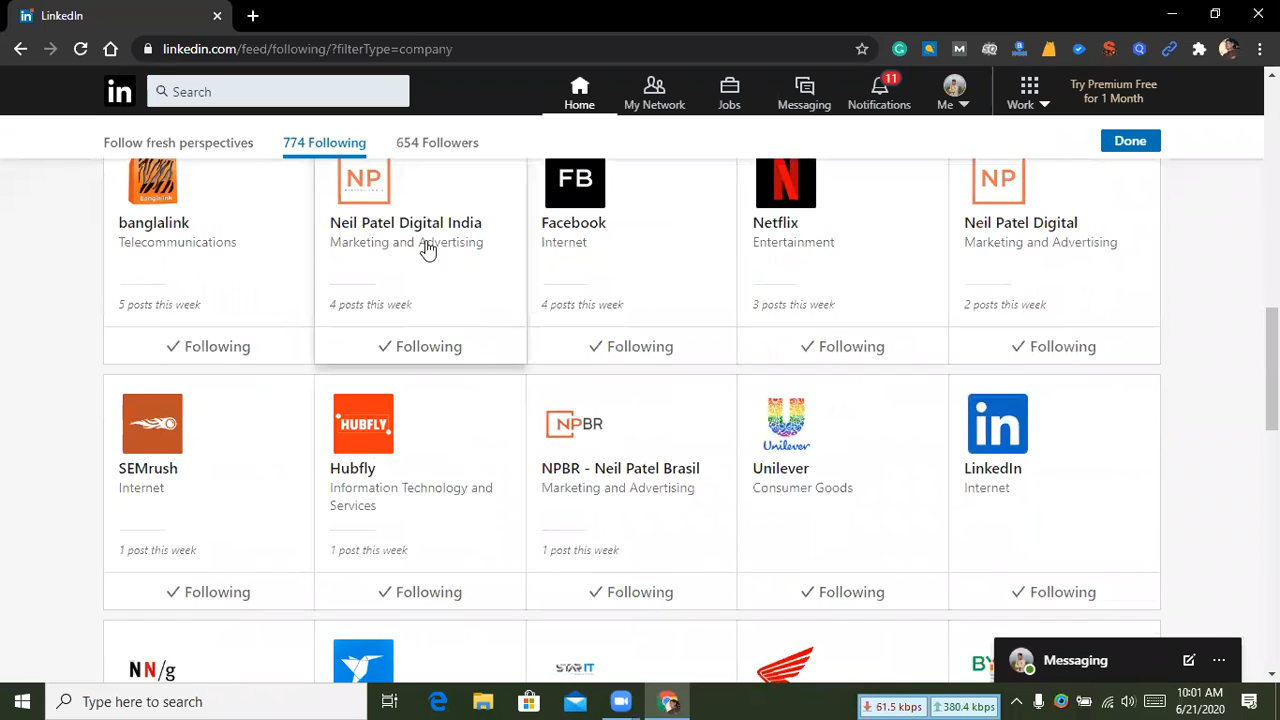 LinkedIn
linkedin.com/feed/following/?filterType=company
in
Search
Home
My Network
Jobs
Messaging
11
Notifications
Me
Work
Try Premium Free
for 1 Month
Follow fresh perspectives
774 Following
654 Followers
Done
banglalink
NP
FB
N
NP
banglalink
Neil Patel Digital India
Facebook
Netflix
Neil Patel Digital
Telecommunications
Marketing and Advertising
Internet
Entertainment
Marketing and Advertising
5 posts this week
4 posts this week
4 posts this week
3 posts this week
2 posts this week
Following
Following
Following
Following
Following
HUBFLY
NPBR
Unilever
in
SEMrush
Hubfly
NPBR - Neil Patel Brasil
Unilever
LinkedIn
Internet
Information Technology and
Services
Marketing and Advertising
Consumer Goods
Internet
1 post this week
1 post this week
1 post this week
Following
Following
Following
Following
Following
NN/g
STAR IT
BY
Messaging
Type here to search
61.5 kbps
380.4 kbps
10:01 AM
6/21/2020